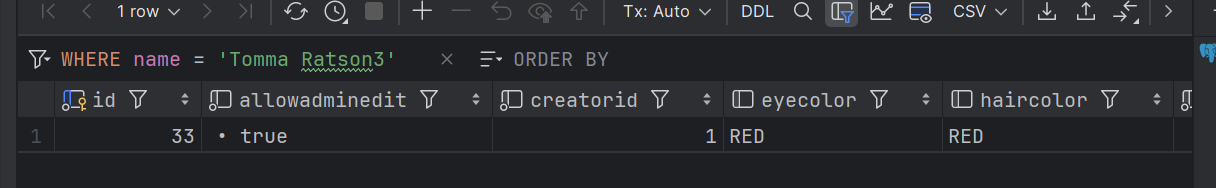 1 row Tx: Auto DDL CSV
WHERE name = 'Tomma Ratson3' ORDER BY
id allowadminedit creatorid eyecolor haircolor
1 33 • true 1 RED RED